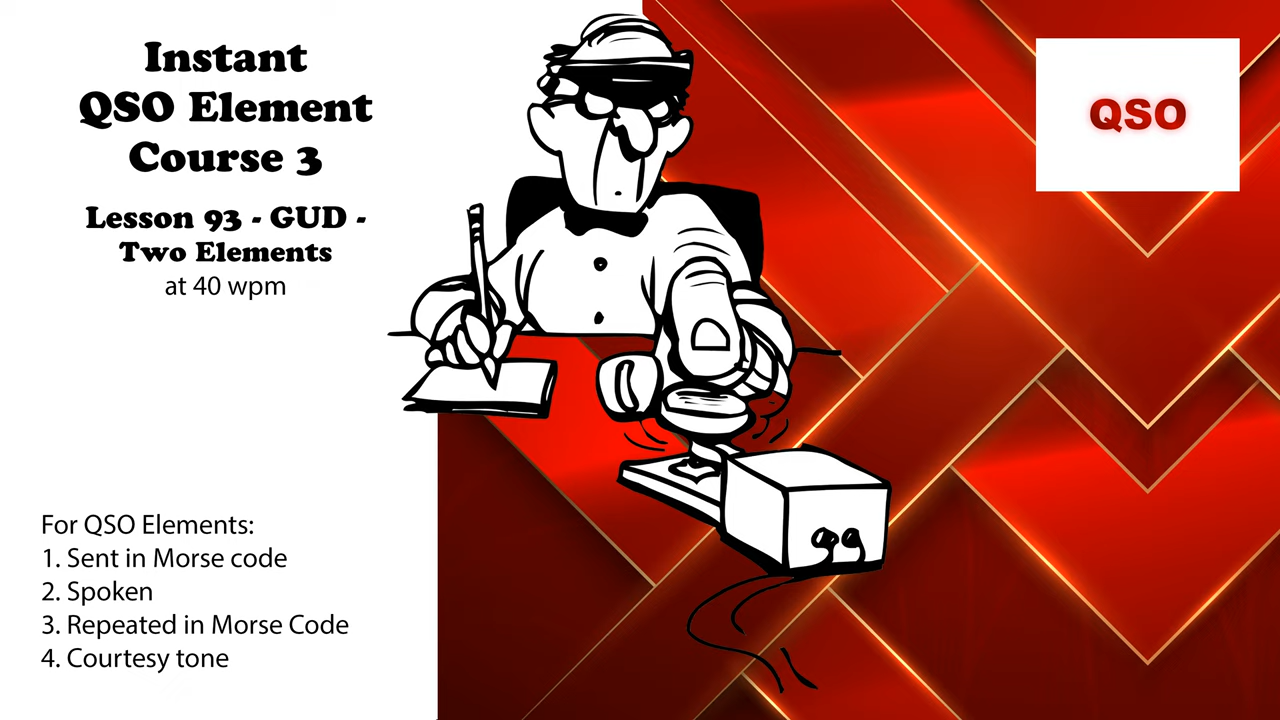 Instant
QSO Element
Course 3
Lesson 93 - GUD -
Two Elements
at 40 wpm
QSO
For QSO Elements:
1. Sent in Morse code
2. Spoken
3. Repeated in Morse Code
4. Courtesy tone